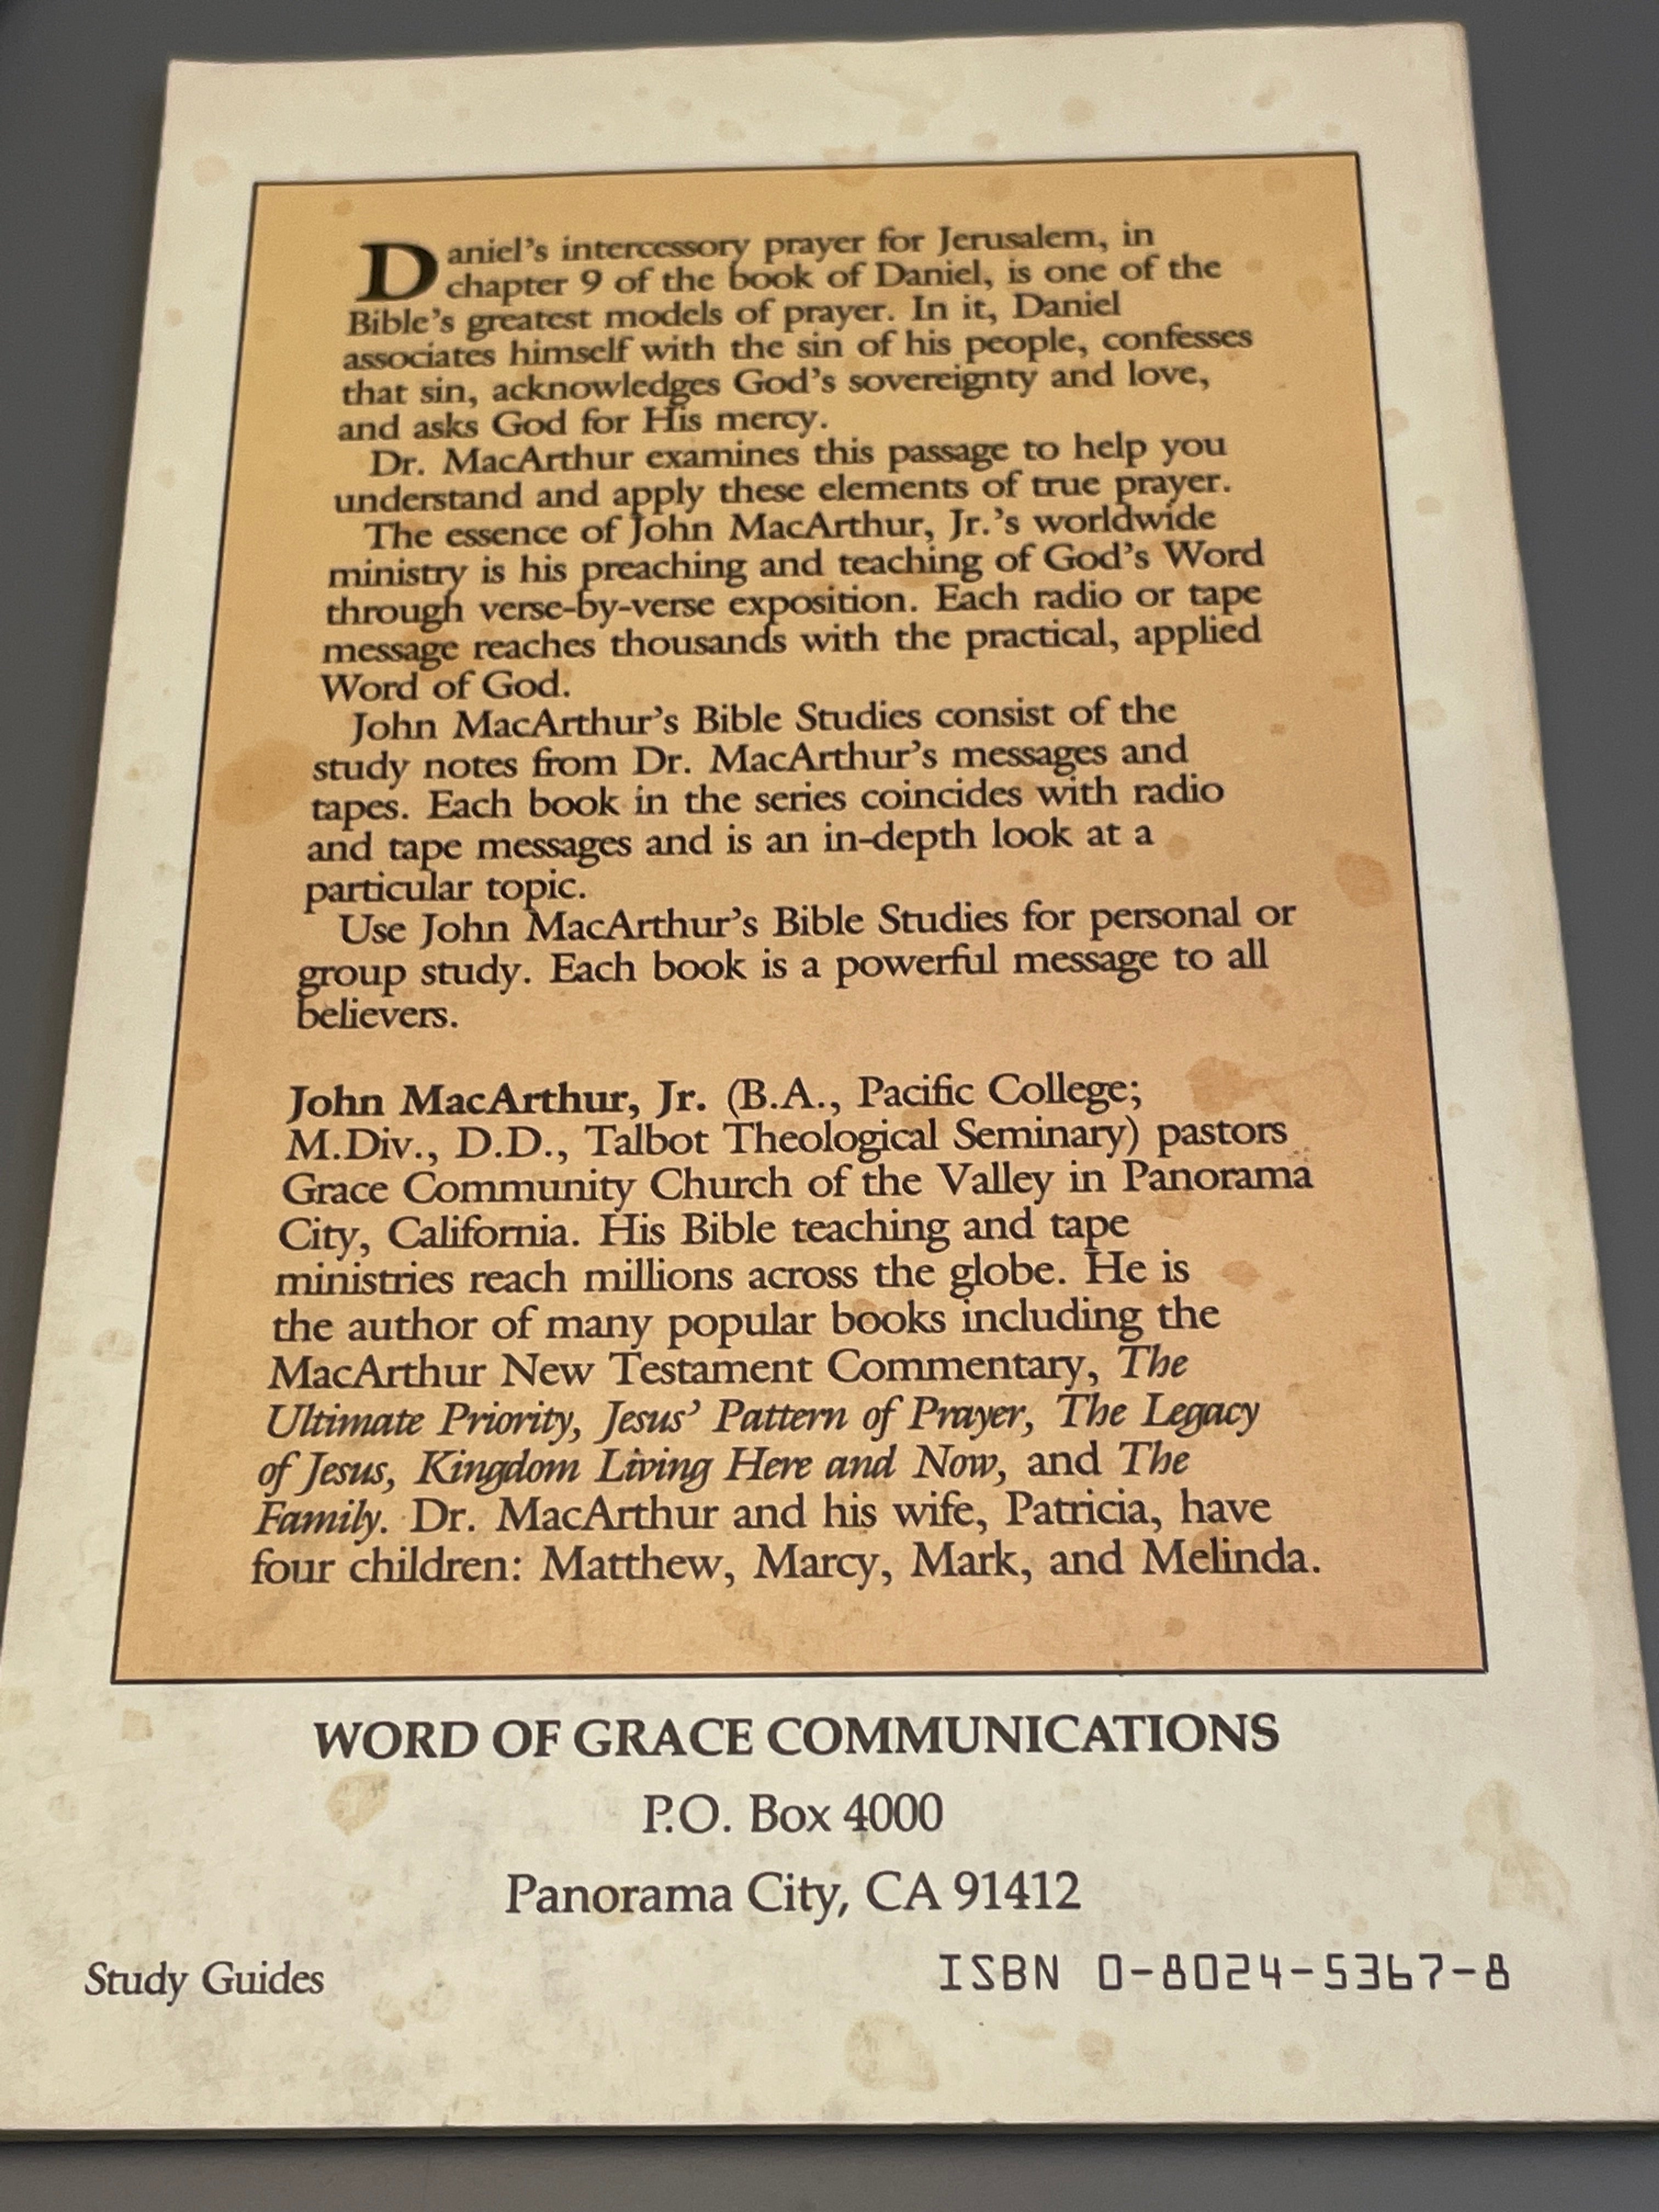 Daniel's intercessory prayer for Jerusalem, in
chapter 9 of the book of Daniel, is one of the
Bible's greatest models of prayer. In it, Daniel
associates himself with the sin of his people, confesses
that sin, acknowledges God's sovereignty and love,
and asks God for His mercy.
Dr. MacArthur examines this passage to help you
understand and apply these elements of true prayer.
The essence of John MacArthur, Jr.'s worldwide
ministry is his preaching and teaching of God's Word
through verse-by-verse exposition. Each radio or tape
message reaches thousands with the practical, applied
Word of God.
John MacArthur's Bible Studies consist of the
study notes from Dr. MacArthur's messages and
tapes. Each book in the series coincides with radio
and tape messages and is an in-depth look at a
particular topic.
Use John MacArthur's Bible Studies for personal or
group study. Each book is a powerful message to all
believers.
John MacArthur, Jr. (B.A., Pacific College;
M.Div., D.D., Talbot Theological Seminary) pastors
Grace Community Church of the Valley in Panorama
City, California. His Bible teaching and tape
ministries reach millions across the globe. He is
the author of many popular books including the
MacArthur New Testament Commentary, The
Ultimate Priority, Jesus' Pattern of Prayer, The Legacy
of Jesus, Kingdom Living Here and Now, and The
Family. Dr. MacArthur and his wife, Patricia, have
four children: Matthew, Marcy, Mark, and Melinda.
WORD OF GRACE COMMUNICATIONS
P.O. Box 4000
Panorama City, CA 91412
Study Guides
ISBN 0-8024-5367-8